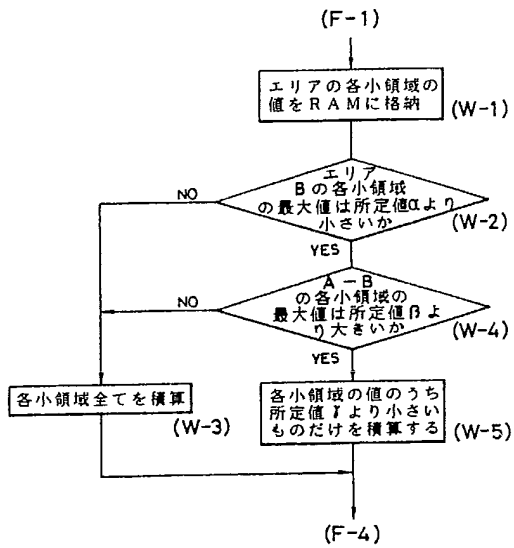 (F-1)
エリアの各小領域の
値をRAMに格納
(W-1)
エリア
Bの各小領域
の最大値は所定値αより
小さいか
(W-2)
NO
YES
A-B
の各小領域の
最大値は所定値βよ
り大きいか
(W-4)
NO
YES
各小領域全てを積算
(W-3)
各小領域の値のうち
所定値γより小さい
ものだけを積算する
(W-5)
(F-4)